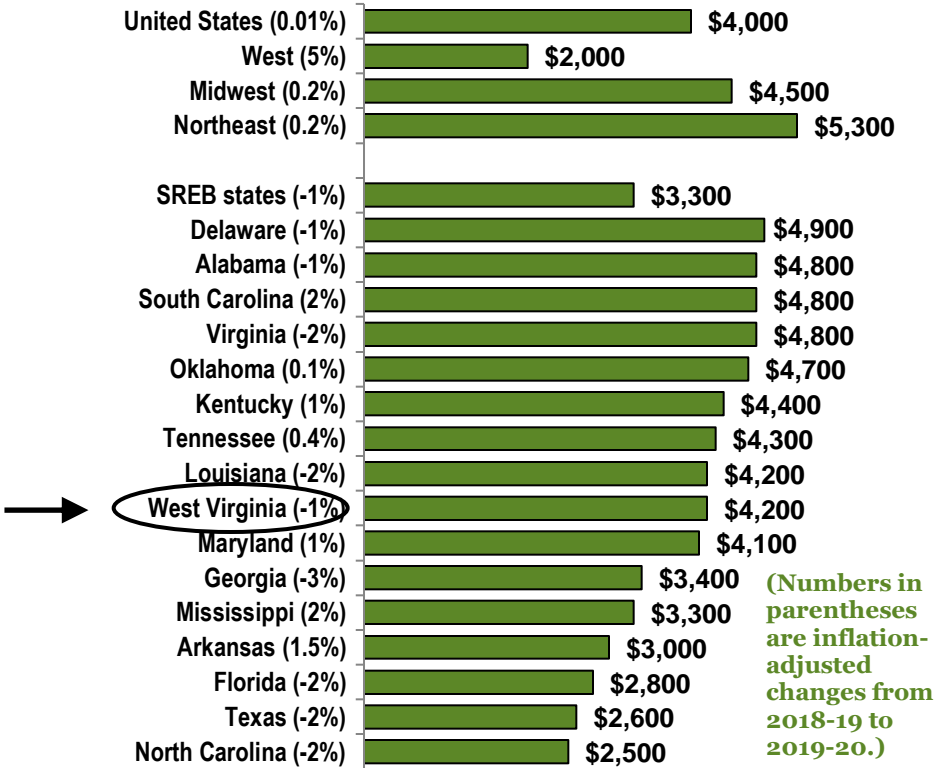 United States (0.01%) $4,000
West (5%) $2,000
Midwest (0.2%) $4,500
Northeast (0.2%) $5,300
SREB states (-1%) $3,300
Delaware (-1%) $4,900
Alabama (-1%) $4,800
South Carolina (2%) $4,800
Virginia (-2%) $4,800
Oklahoma (0.1%) $4,700
Kentucky (1%) $4,400
Tennessee (0.4%) $4,300
Louisiana (-2%) $4,200
West Virginia (-1%) $4,200
Maryland (1%) $4,100
Georgia (-3%) $3,400
Mississippi (2%) $3,300
Arkansas (1.5%) $3,000
Florida (-2%) $2,800
Texas (-2%) $2,600
North Carolina (-2%) $2,500
(Numbers in
parentheses
are inflation-
adjusted
changes from
2018-19 to
2019-20.)